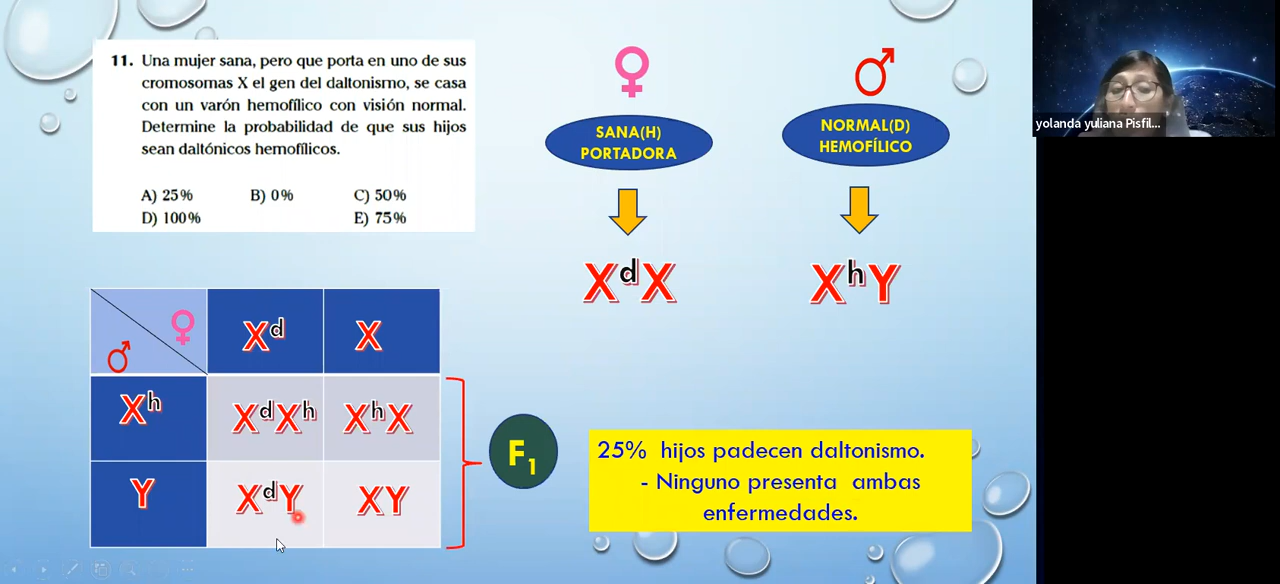 11. Una mujer sana, pero que porta en uno de sus
cromosomas X el gen del daltonismo, se casa
con un varón hemofílico con visión normal.
Determine la probabilidad de que sus hijos
sean daltónicos hemofílicos.
A) 25% B) 0% C) 50%
D) 100% E) 75%
SANA(H)
PORTADORA
NORMAL(D)
HEMOFÍLICO
XᵈX
XʰY
yolanda yuliana Pisfil...
Xᵈ X
Xʰ XᵈXʰ XʰX
Y XᵈY XY
F₁
25% hijos padecen daltonismo.
- Ninguno presenta ambas
enfermedades.